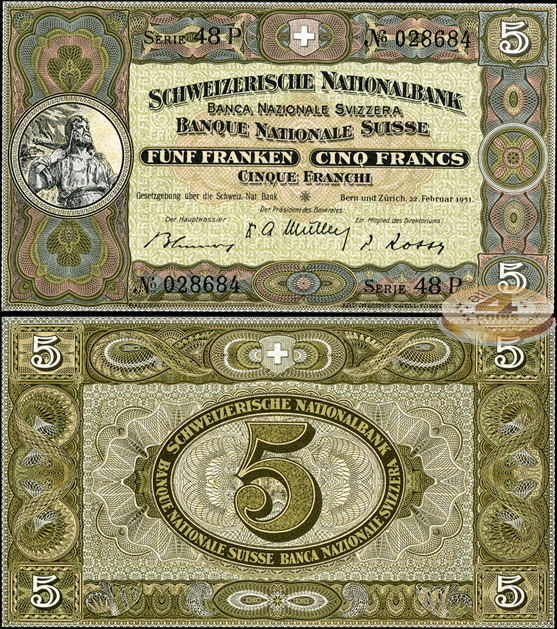 SERIE 48 P
№ 028684
5
SCHWEIZERISCHE NATIONALBANK
BANCA NAZIONALE SVIZZERA
BANQUE NATIONALE SUISSE
FÜNF FRANKEN CINQ FRANCS
CINQUE FRANCHI
Gesetzgebung über die Schweiz. Nat. Bank
Bern und Zürich, 22. Februar 1951.
Der Hauptkassier
Der Präsident des Bankrates:
Ein Mitglied des Direktoriums:
№ 028684
SERIE 48 P
5
5
5
SCHWEIZERISCHE NATIONALBANK
5
BANQUE NATIONALE SUISSE BANCA NAZIONALE SVIZZERA
5
5